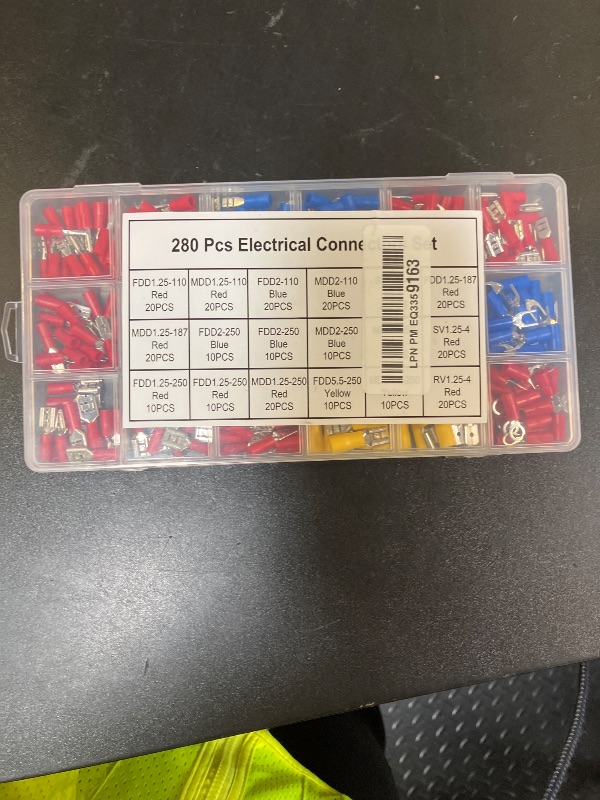 280 Pcs Electrical Conne Set
FDD1.25-110 MDD1.25-110 FDD2-110 MDD2-110 DD1.25-187
Red Red Blue Blue Red
20PCS 20PCS 20PCS 20PCS 20PCS
MDD1.25-187 FDD2-250 FDD2-250 MDD2-250 SV1.25-4
Red Blue Blue Blue Red
20PCS 10PCS 10PCS 10PCS 20PCS
FDD1.25-250 FDD1.25-250 MDD1.25-250 FDD5.5-250 RV1.25-4
Red Red Red Yellow Yellow Red
10PCS 10PCS 20PCS 10PCS 10PCS 20PCS
LPN PM EQ3359163